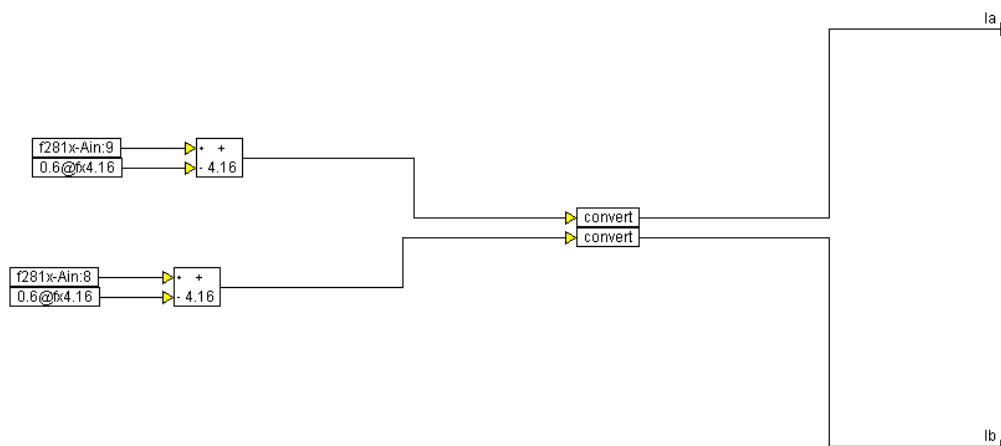 Ia
f281x-Ain:9
0.6@fx4.16
+ +
- 4.16
convert
convert
f281x-Ain:8
0.6@fx4.16
+ +
- 4.16
Ib